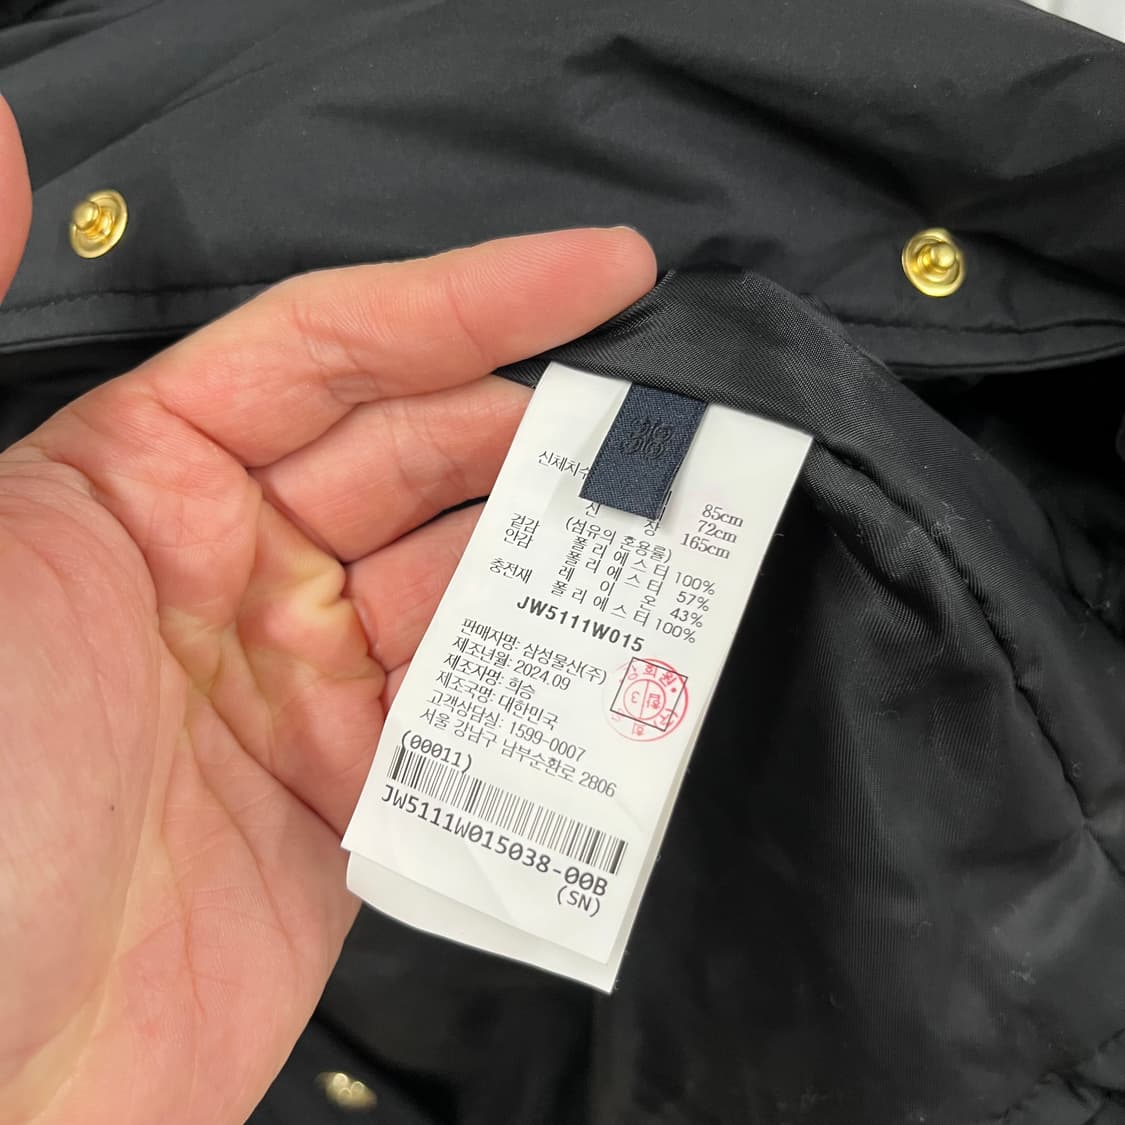 신체치수
85cm
72cm
신 장 165cm
(섬유의 혼용률)
겉감 폴리에스터 100%
안감 폴리에스터 57%
레이온 43%
충전재 폴리에스터 100%
JW5111W015
판매자명: 삼성물산(주)
제조년월: 2024.09
제조자명: 희승
제조국명: 대한민국
고객상담실: 1599-0007
서울 강남구 남부순환로 2806
(00011)
JW5111W015038-00B
(SN)